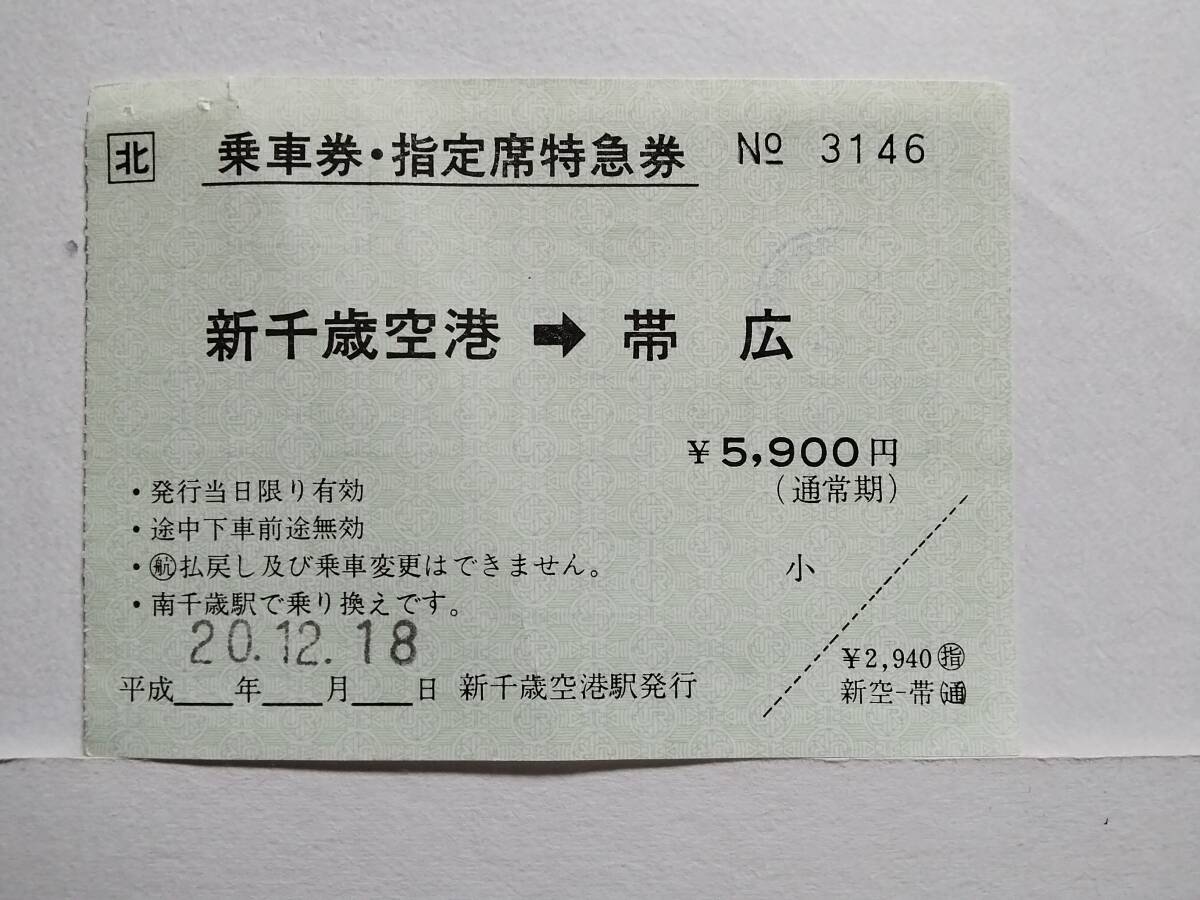 北 乗車券・指定席特急券 № 3146
新千歳空港 ➡ 帯広
¥5,900円
(通常期)
・発行当日限り有効
・途中下車前途無効
・㊡払戻し及び乗車変更はできません。
・南千歳駅で乗り換えです。
小
20.12.18
平成___年___月___日 新千歳空港駅発行
¥2,940指
新空-帯通